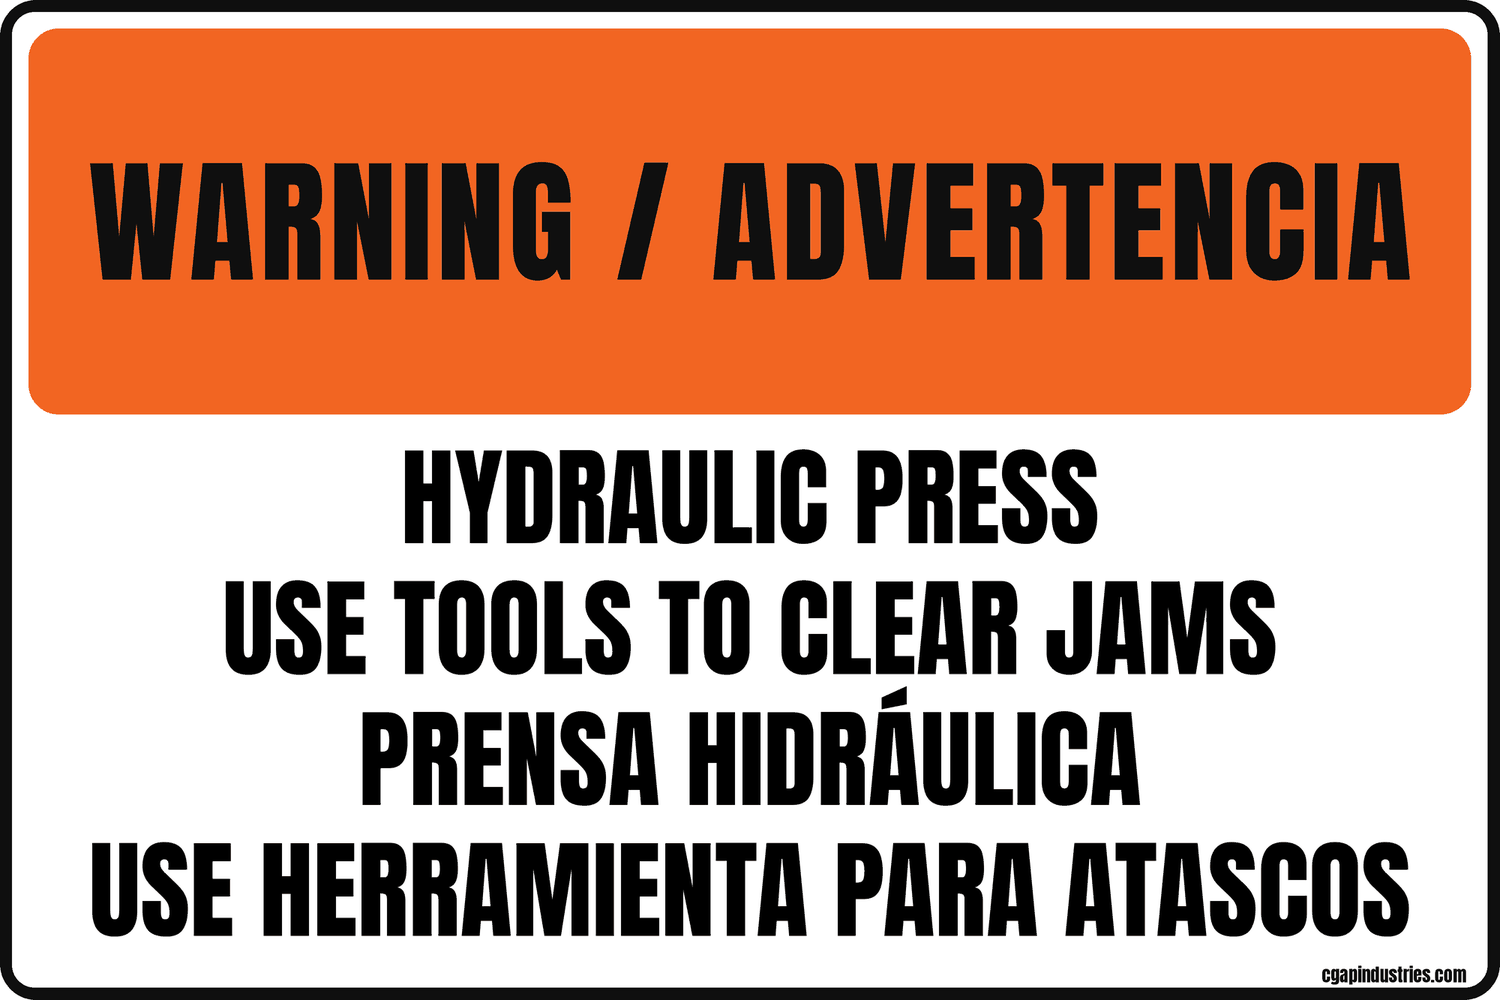 WARNING / ADVERTENCIA
HYDRAULIC PRESS
USE TOOLS TO CLEAR JAMS
PRENSA HIDRÁULICA
USE HERRAMIENTA PARA ATASCOS
cgapindustries.com